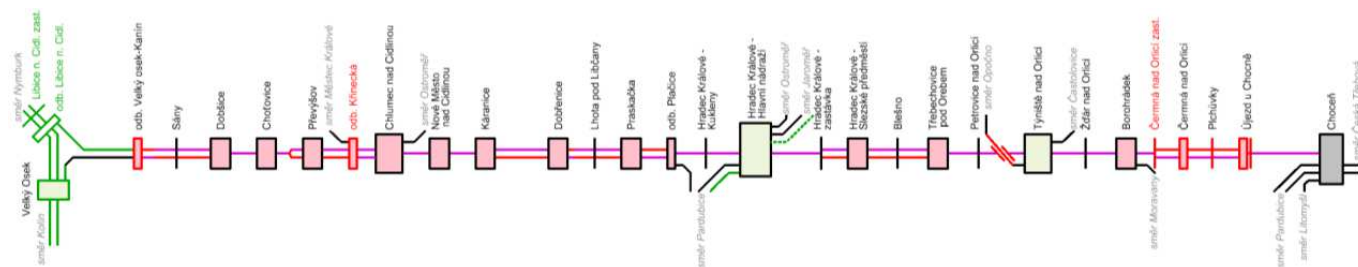 směr Nymburk
Libice n. Cidl. zast.
odb. Libice n. Cidl.
Velký Osek
směr Kolín
odb. Velký osek-Kanín
Sány
Dobšice
Choťovice
Převýšov
směr Městec Králové
odb. Křinecka
Chlumec nad Cidlinou
směr Ostroměř
Nové Město
nad Cidlinou
Káranice
Dobřenice
Lhota pod Libčany
Praskačka
odb. Plačice
směr Pardubice
Hradec Králové -
Kukleny
Hradec Králové -
Hlavní nádraží
směr Ostroměř
směr Jaroměř
Hradec Králové -
zastávka
Hradec Králové -
Slezské předměstí
Blešno
Třebechovice
pod Orebem
Petrovice nad Orlicí
směr Opočno
Týniště nad Orlicí
směr Častolovice
Žďár nad Orlicí
Borohrádek
směr Moravany
Čermná nad Orlicí zast.
Čermná nad Orlicí
Plchůvky
Újezd u Chocně
směr Pardubice
směr Litomyšl
Choceň
směr Česká Třebová